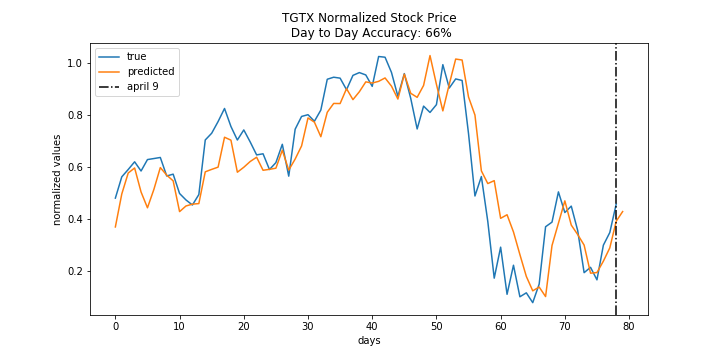 TGTX Normalized Stock Price
Day to Day Accuracy: 66%
true
predicted
april 9
normalized values
1.0
0.8
0.6
0.4
0.2
0
10
20
30
40
50
60
70
80
days